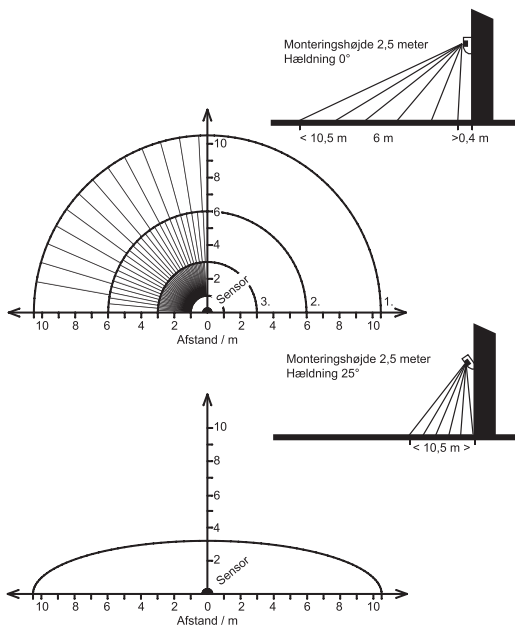 Monteringshøjde 2,5 meter
Hældning 0°
< 10,5 m 6 m >0,4 m
10
8
6
4
2
Sensor
3. 2. 1.
10 8 6 4 2 0 2 4 6 8 10
Afstand / m
Monteringshøjde 2,5 meter
Hældning 25°
< 10,5 m >
10
8
6
4
2
Sensor
10 8 6 4 2 0 2 4 6 8 10
Afstand / m